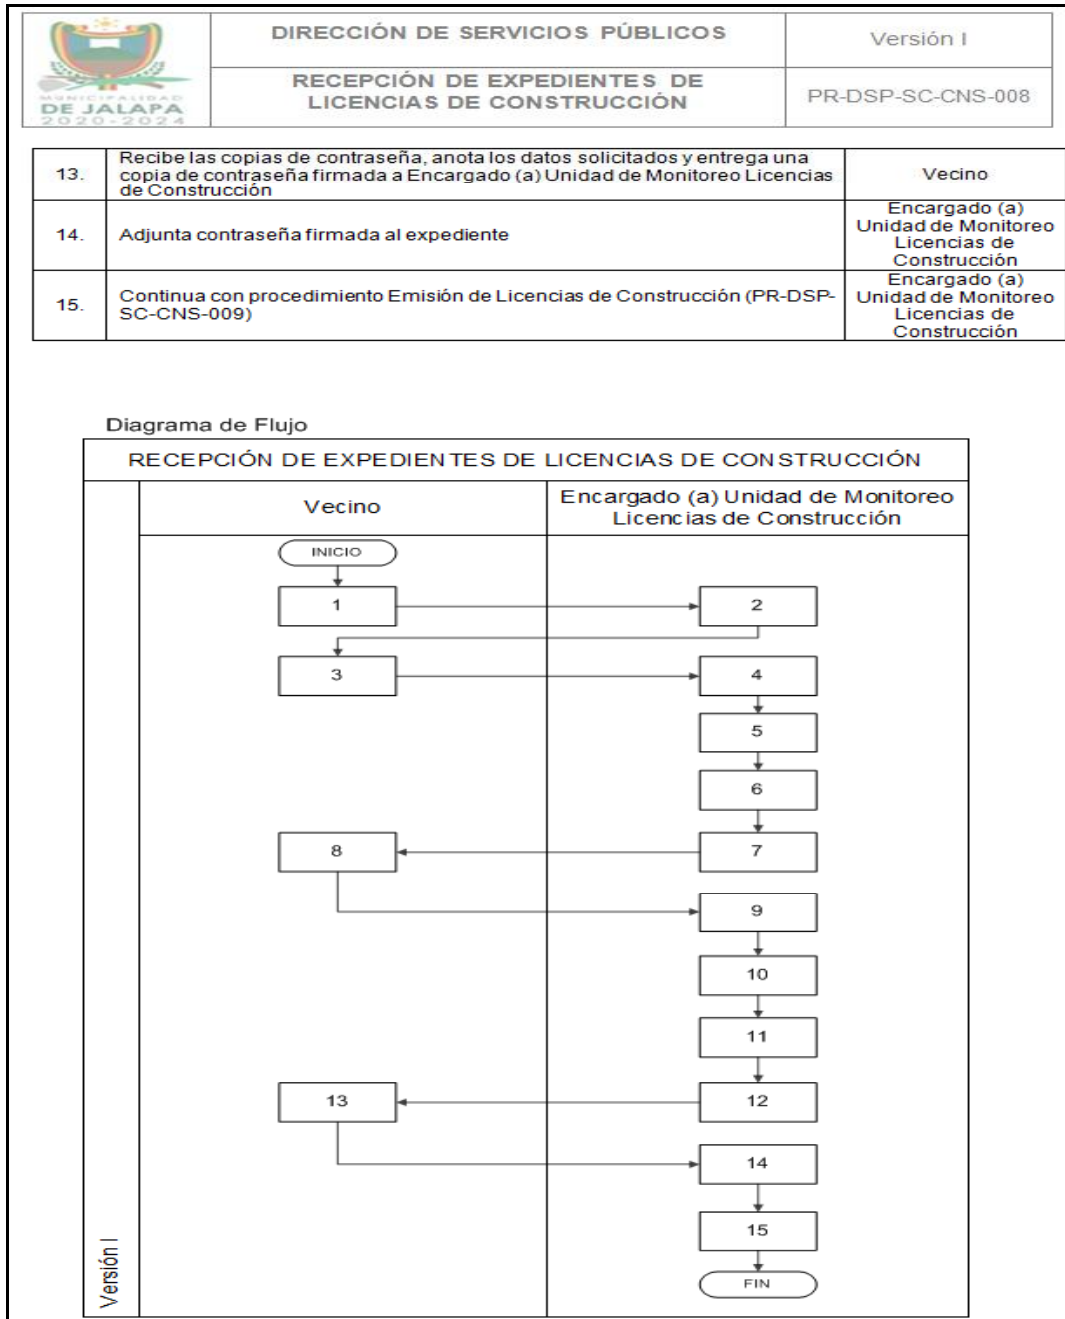 MUNICIPALIDAD
DE JALAPA
2020-2024
DIRECCIÓN DE SERVICIOS PÚBLICOS
Versión I
RECEPCIÓN DE EXPEDIENTES DE
LICENCIAS DE CONSTRUCCIÓN
PR-DSP-SC-CNS-008
13.
Recibe las copias de contraseña, anota los datos solicitados y entrega una
copia de contraseña firmada a Encargado (a) Unidad de Monitoreo Licencias
de Construcción
Vecino
14.
Adjunta contraseña firmada al expediente
Encargado (a)
Unidad de Monitoreo
Licencias de
Construcción
15.
Continua con procedimiento Emisión de Licencias de Construcción (PR-DSP-
SC-CNS-009)
Encargado (a)
Unidad de Monitoreo
Licencias de
Construcción
Diagrama de Flujo
RECEPCIÓN DE EXPEDIENTES DE LICENCIAS DE CONSTRUCCIÓN
Vecino
Encargado (a) Unidad de Monitoreo
Licencias de Construcción
INICIO
1
2
3
4
5
6
8
7
9
10
11
13
12
14
15
FIN
Versión I